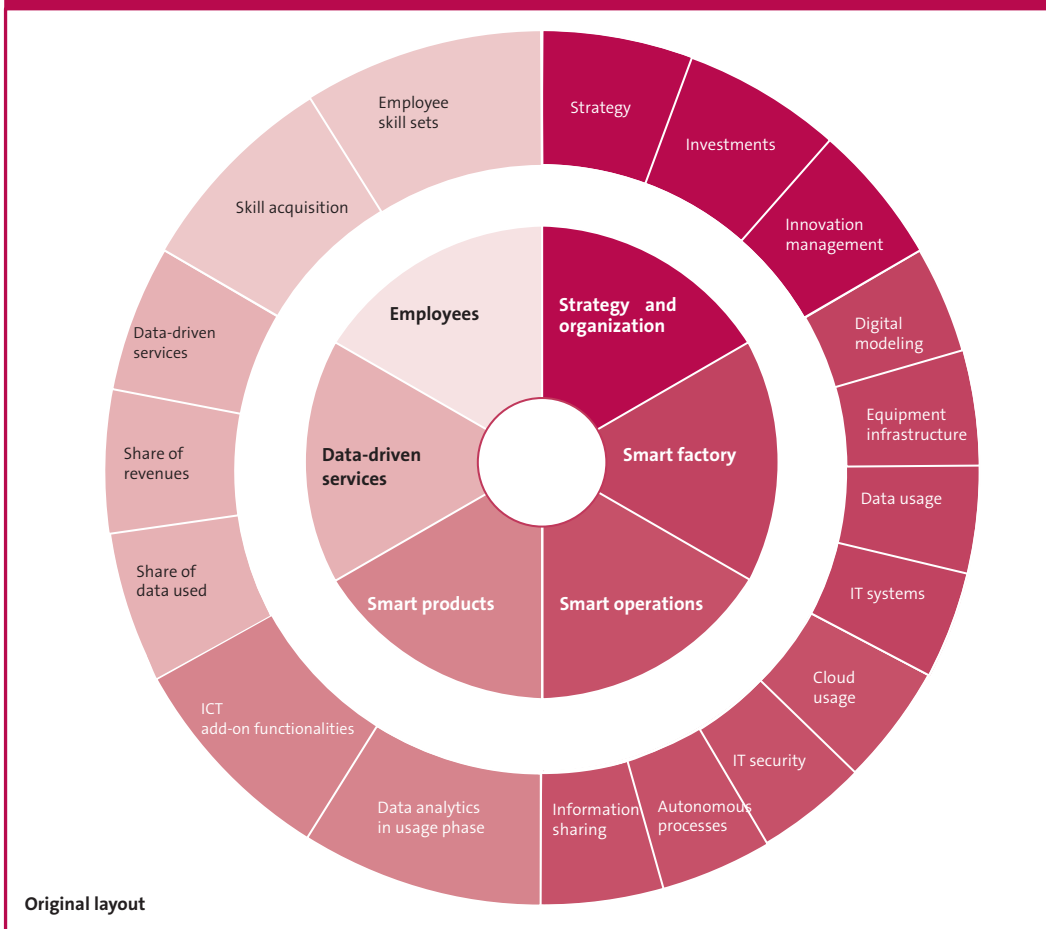 Employee
skill sets
Strategy
Investments
Skill acquisition
Innovation
management
Employees
Strategy and
organization
Data-driven
services
Digital
modeling
Equipment
infrastructure
Share of
revenues
Data-driven
services
Smart factory
Data usage
Share of
data used
IT systems
Smart products
Smart operations
Cloud
usage
ICT
add-on functionalities
IT security
Data analytics
in usage phase
Information
sharing
Autonomous
processes
Original layout